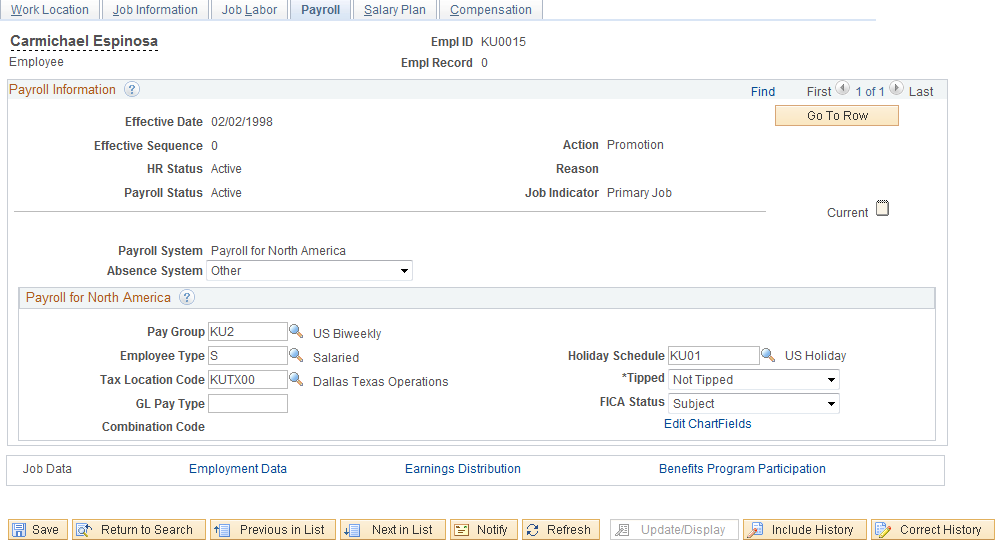 Work Location Job Information Job Labor Payroll Salary Plan Compensation
Carmichael Espinosa Empl ID KU0015
Employee Empl Record 0
Payroll Information ? Find First 1 of 1 Last
Go To Row
Effective Date 02/02/1998
Effective Sequence 0 Action Promotion
HR Status Active Reason
Payroll Status Active Job Indicator Primary Job
Current
Payroll System Payroll for North America
Absence System Other
Payroll for North America ?
Pay Group KU2 US Biweekly
Employee Type S Salaried Holiday Schedule KU01 US Holiday
Tax Location Code KUTX00 Dallas Texas Operations *Tipped Not Tipped
GL Pay Type FICA Status Subject
Combination Code Edit ChartFields
Job Data Employment Data Earnings Distribution Benefits Program Participation
Save Return to Search Previous in List Next in List Notify Refresh Update/Display Include History Correct History